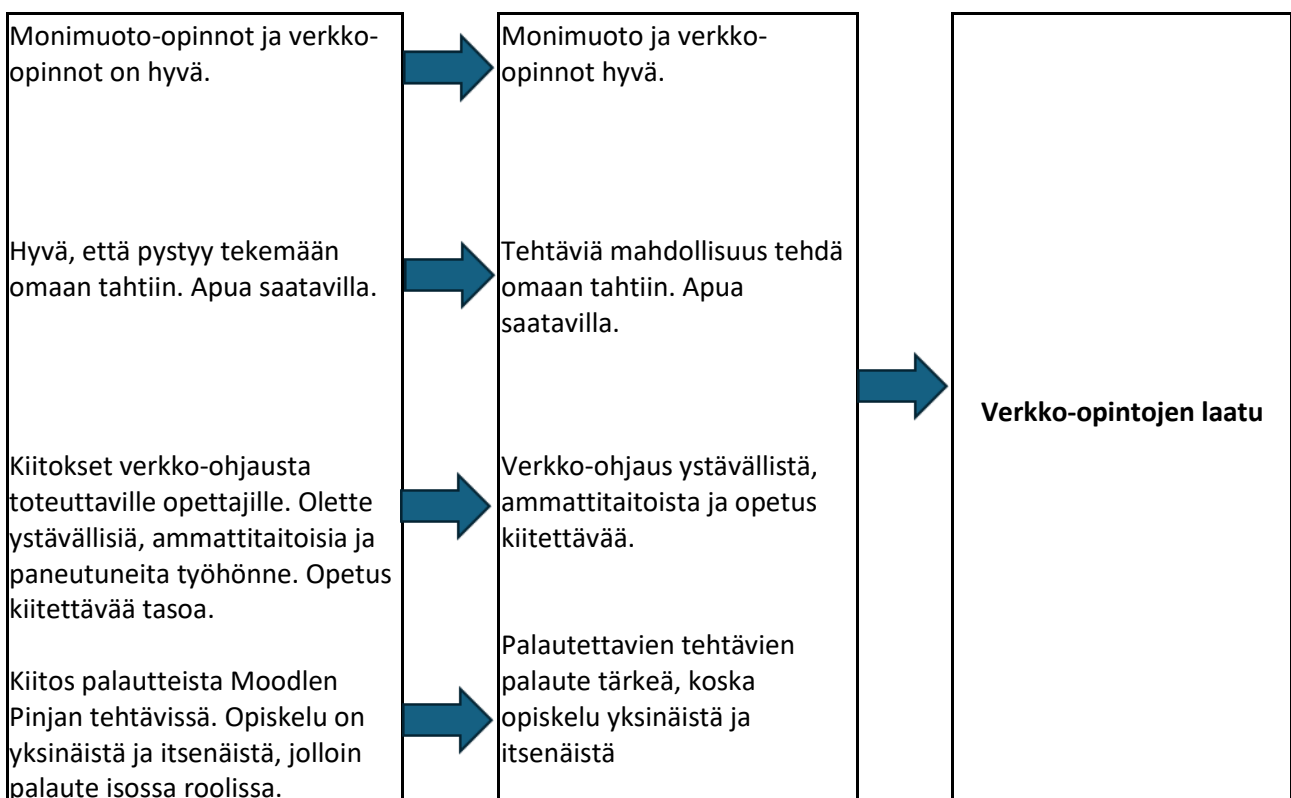 Monimuoto-opinnot ja verkko-
opinnot on hyvä.
Monimuoto ja verkko-
opinnot hyvä.
Hyvä, että pystyy tekemään
omaan tahtiin. Apua saatavilla.
Tehtäviä mahdollisuus tehdä
omaan tahtiin. Apua
saatavilla.
Kiitokset verkko-ohjausta
toteuttaville opettajille. Olette
ystävällisiä, ammattitaitoisia ja
paneutuneita työhönne. Opetus
kiitettävää tasoa.
Verkko-ohjaus ystävällistä,
ammattitaitoista ja opetus
kiitettävää.
Kiitos palautteista Moodlen
Pinjan tehtävissä. Opiskelu on
yksinäistä ja itsenäistä, jolloin
palaute isossa roolissa.
Palautettavien tehtävien
palaute tärkeä, koska
opiskelu yksinäistä ja
itsenäistä
Verkko-opintojen laatu